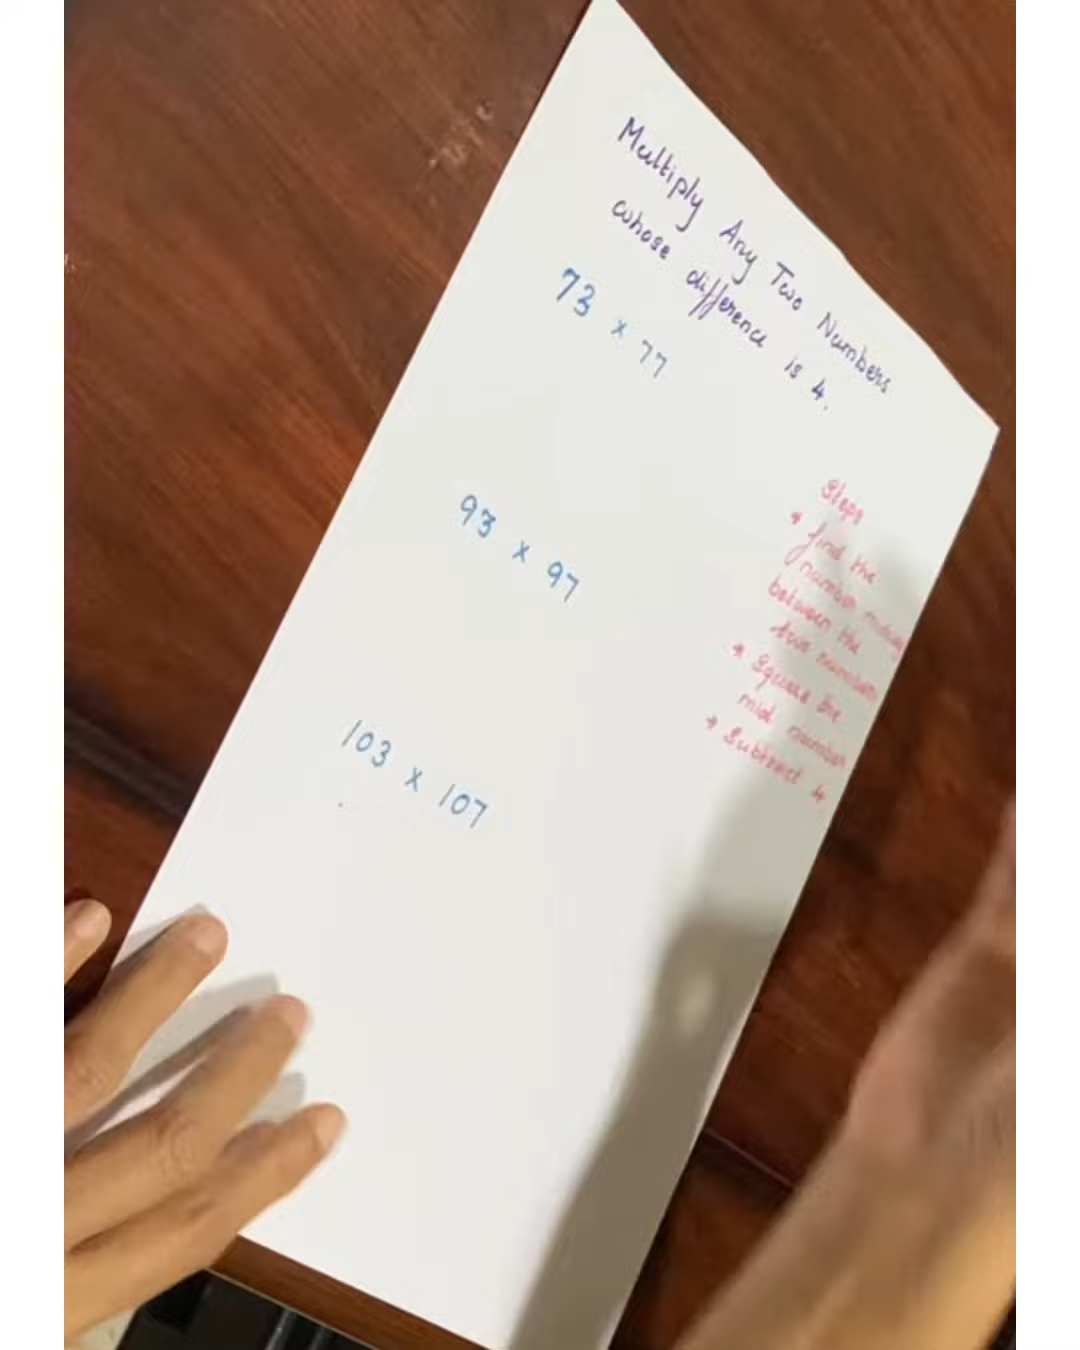 Multiply Any Two Numbers
whose difference is 4.
73 × 77
93 × 97
103 × 107
Steps
→ find the
number midway
between the
two numbers
→ Square the
mid number
→ Subtract 4